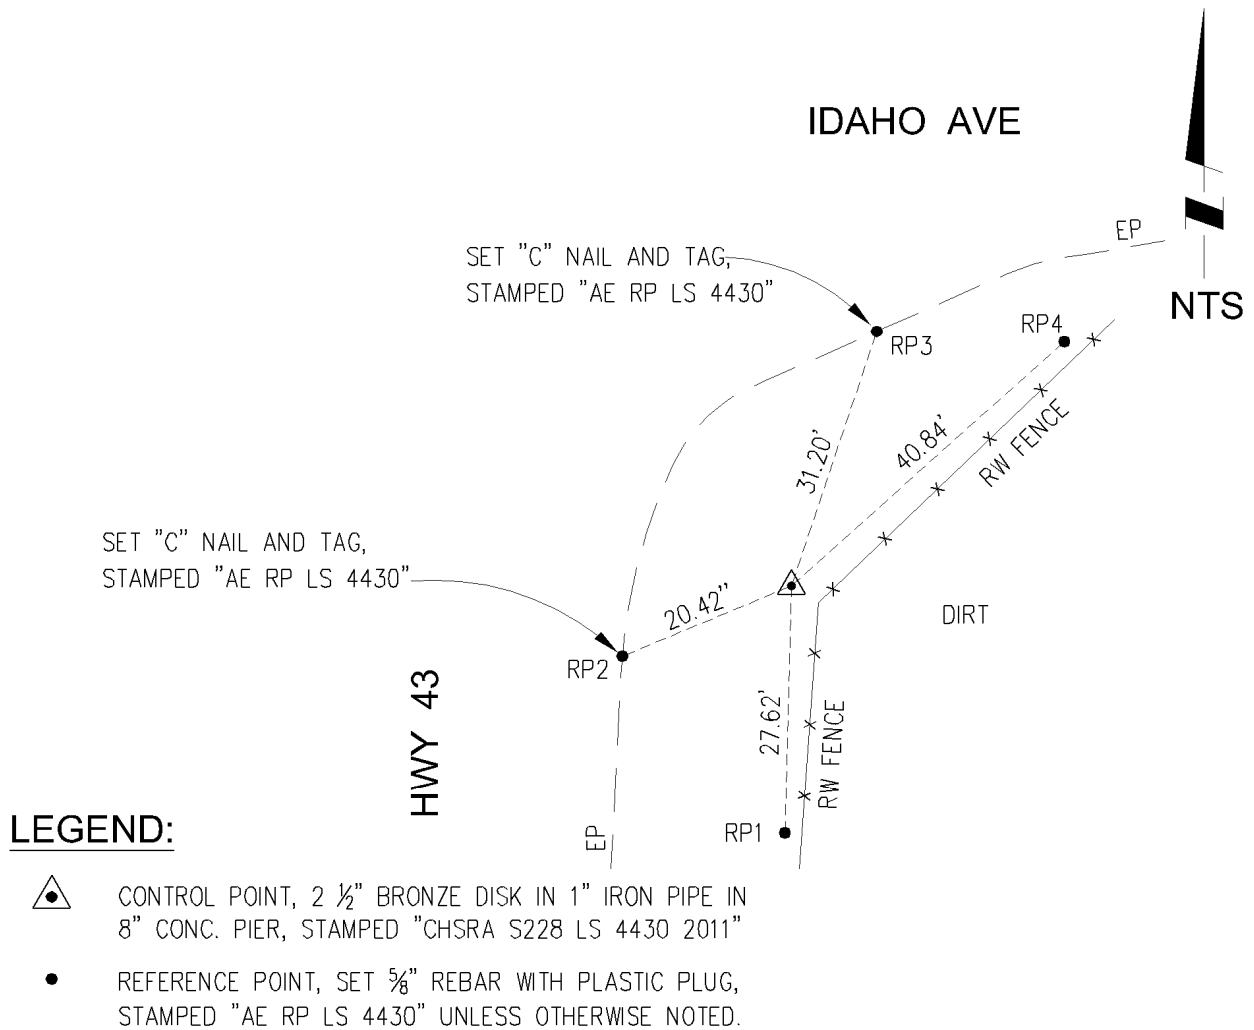 IDAHO AVE
EP
SET "C" NAIL AND TAG,
STAMPED "AE RP LS 4430"
NTS
RP4
RP3
40.84'
RW FENCE
31.20'
SET "C" NAIL AND TAG,
STAMPED "AE RP LS 4430"
20.42"
DIRT
RP2
HWY 43
27.62'
RW FENCE
RP1
EP
LEGEND:
CONTROL POINT, 2 ½" BRONZE DISK IN 1" IRON PIPE IN
8" CONC. PIER, STAMPED "CHSRA S228 LS 4430 2011"
REFERENCE POINT, SET ⅝" REBAR WITH PLASTIC PLUG,
STAMPED "AE RP LS 4430" UNLESS OTHERWISE NOTED.